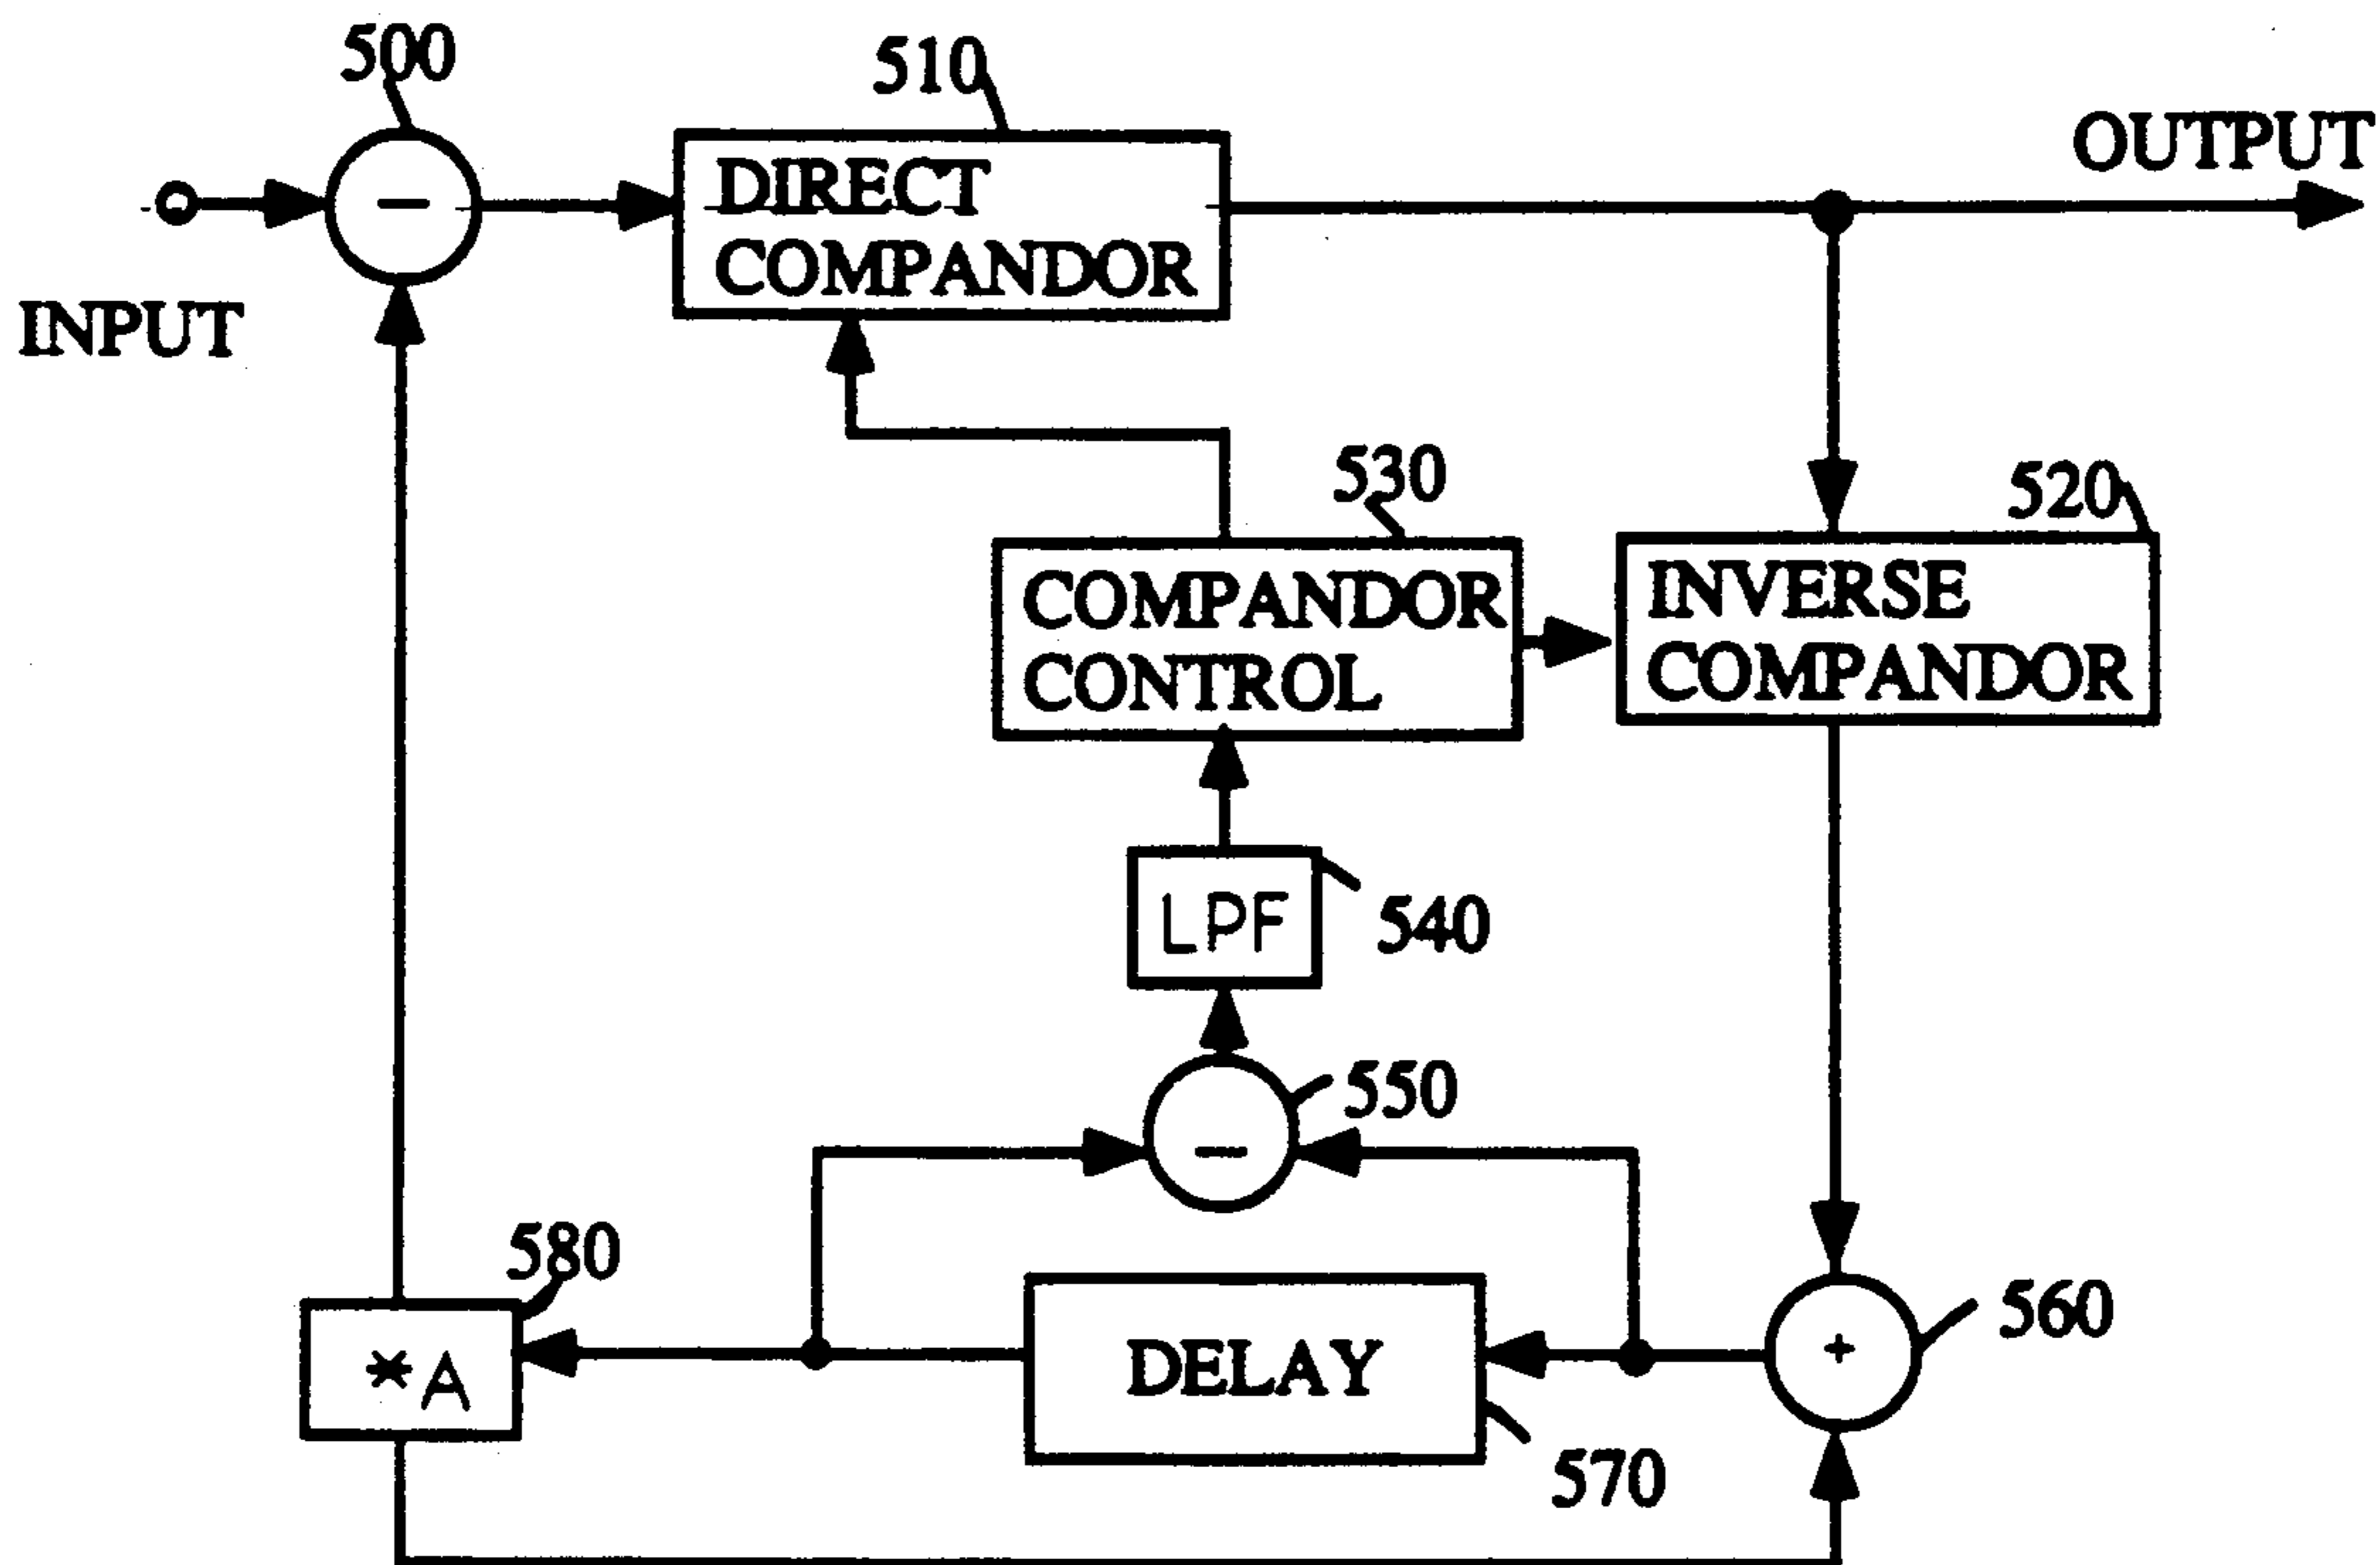 500
510
OUTPUT
DIRECT
COMPANDOR
INPUT
530
520
COMPANDOR
CONTROL
INVERSE
COMPANDOR
LPF
540
550
580
560
*A
DELAY
+
570